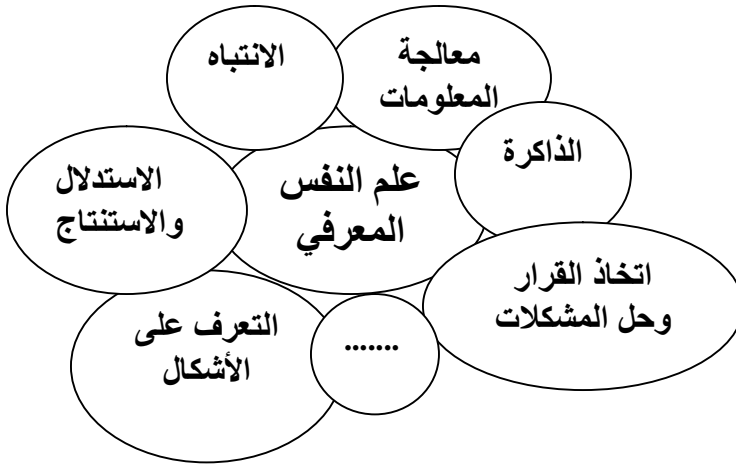 الانتباه
معالجة
المعلومات
الذاكرة
علم النفس
المعرفي
الاستدلال
والاستنتاج
اتخاذ القرار
وحل المشكلات
التعرف على
الأشكال
.......